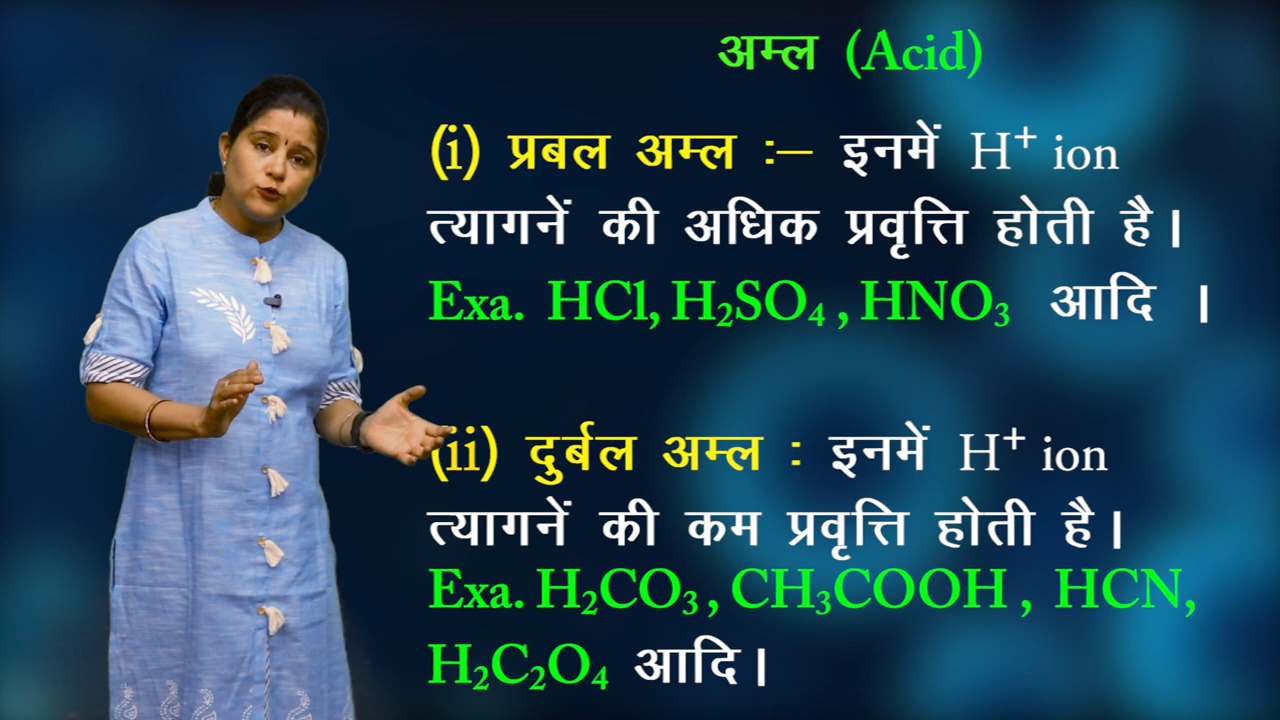 अम्ल (Acid)
(i) प्रबल अम्ल :– इनमें H⁺ ion
त्यागनें की अधिक प्रवृत्ति होती है।
Exa. HCl, H₂SO₄ , HNO₃ आदि ।
(ii) दुर्बल अम्ल : इनमें H⁺ ion
त्यागनें की कम प्रवृत्ति होती है।
Exa. H₂CO₃ , CH₃COOH , HCN,
H₂C₂O₄ आदि।